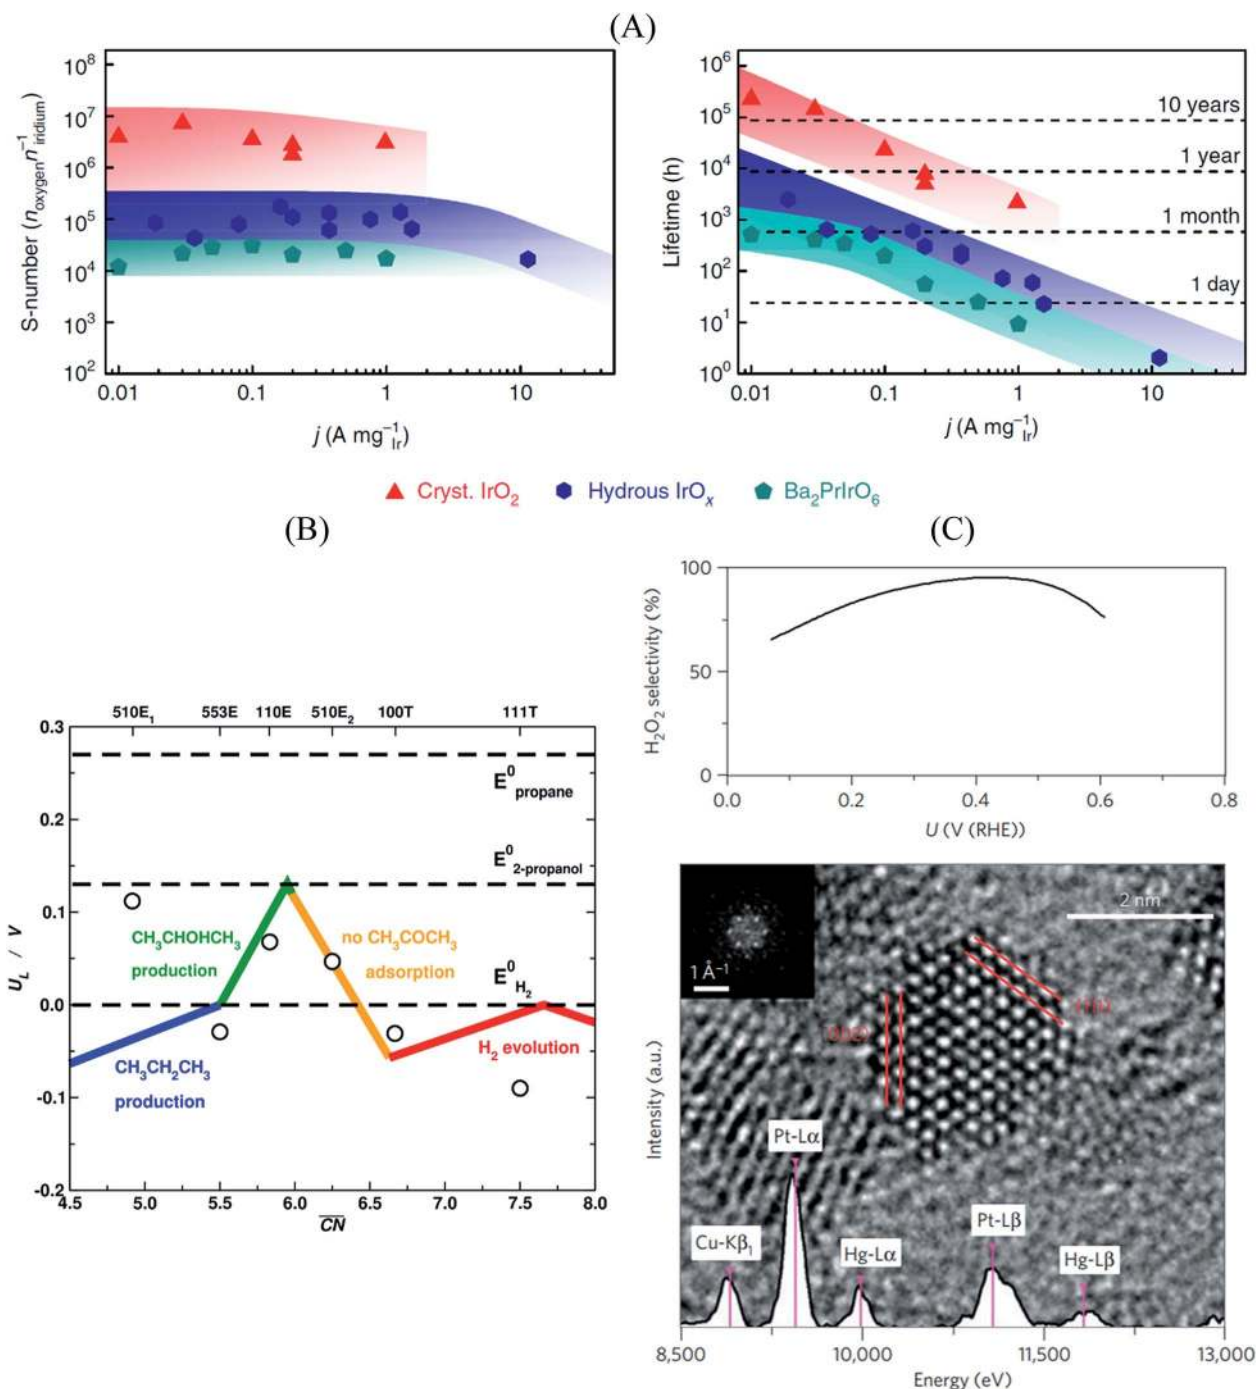 (A)
S-number (n oxygen n⁻¹ iridium)
10⁸
10⁷
10⁶
10⁵
10⁴
10³
10²
0.01
0.1
1
10
j (A mg⁻¹ Ir)
Lifetime (h)
10⁶
10⁵
10⁴
10³
10²
10¹
10⁰
10 years
1 year
1 month
1 day
0.01
0.1
1
10
j (A mg⁻¹ Ir)
Cryst. IrO₂
Hydrous IrOₓ
Ba₂PrIrO₆
(B)
510E₁
553E
110E
510E₂
100T
111T
U_L / V
0.3
0.2
0.1
0.0
-0.1
-0.2
E⁰ propane
E⁰ 2-propanol
E⁰ H₂
CH₃CHOHCH₃
production
no CH₃COCH₃
adsorption
CH₃CH₂CH₃
production
H₂ evolution
4.5
5.0
5.5
6.0
6.5
7.0
7.5
8.0
CN
(C)
H₂O₂ selectivity (%)
100
50
0
0.0
0.2
0.4
0.6
0.8
U (V (RHE))
1 Å⁻¹
2 nm
Intensity (a.u.)
Pt-Lα
Cu-Kβ₁
Hg-Lα
Pt-Lβ
Hg-Lβ
8,500
10,000
11,500
13,000
Energy (eV)